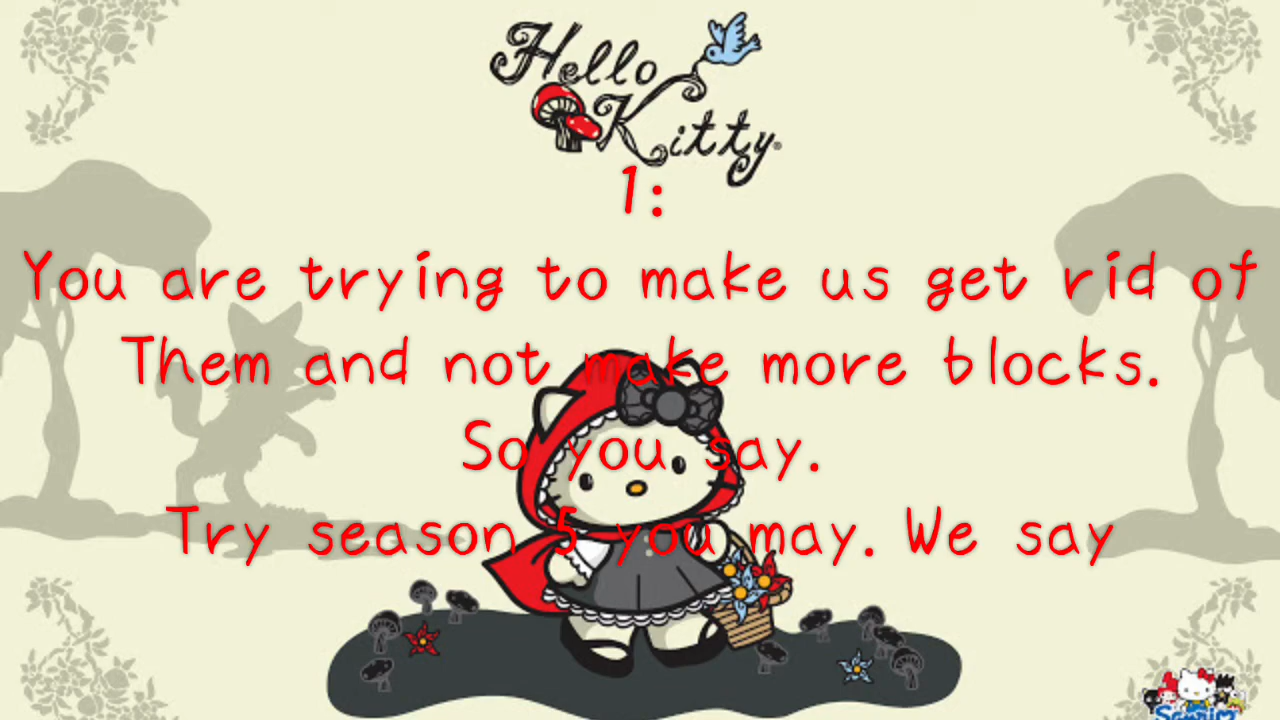 Hello
Kitty®
1:
You are trying to make us get rid of
Them and not make more blocks.
So you say.
Try season 5 you may. We say
Sanrio